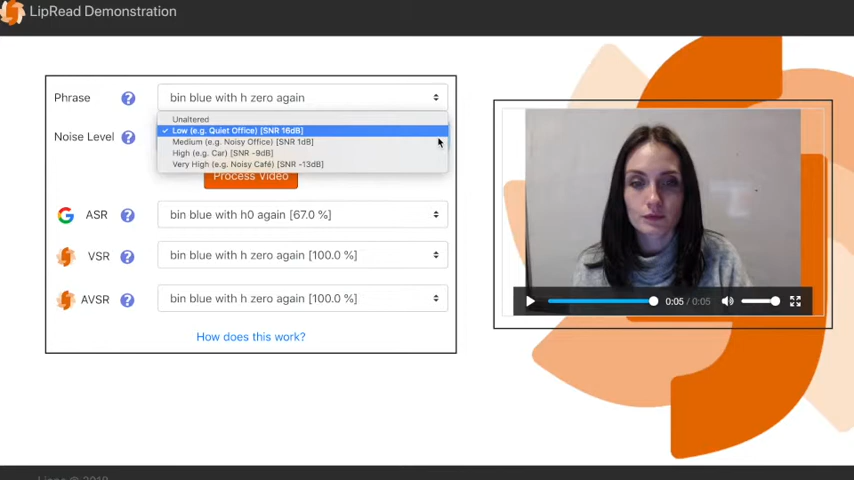 LipRead Demonstration
Phrase ? bin blue with h zero again
Unaltered
✓ Low (e.g. Quiet Office) [SNR 16dB]
Noise Level ?
Medium (e.g. Noisy Office) [SNR 1dB]
High (e.g. Car) [SNR -9dB]
Very High (e.g. Noisy Café) [SNR -13dB]
Process Video
G ASR ? bin blue with h0 again [67.0 %]
VSR ? bin blue with h zero again [100.0 %]
AVSR ? bin blue with h zero again [100.0 %]
How does this work?
0:05 / 0:05